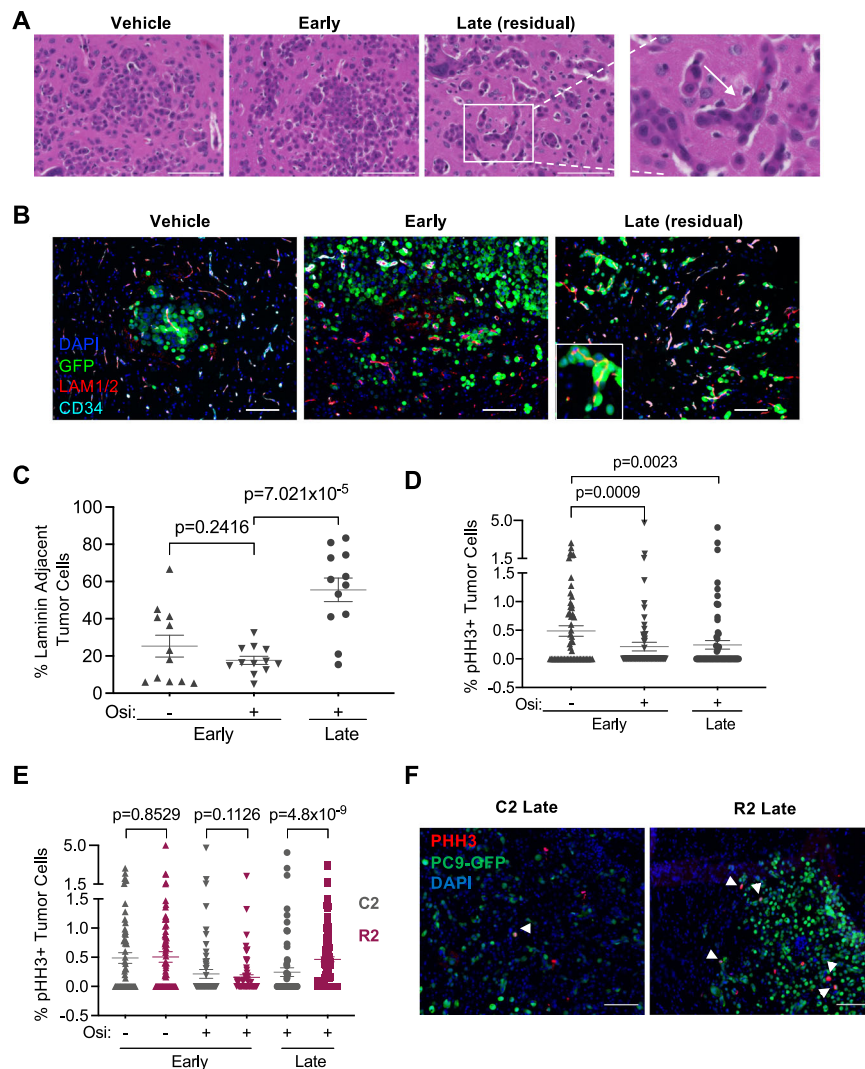 A
Vehicle
Early
Late (residual)
B
Vehicle
Early
Late (residual)
DAPI
GFP
LAM1/2
CD34
C
p=7.021x10-5
p=0.2416
% Laminin Adjacent
Tumor Cells
100
80
60
40
20
0
Osi: - + +
Early Late
D
p=0.0023
p=0.0009
% pHH3+ Tumor Cells
5.0
1.5
1.5
1.0
0.5
0.0
-0.5
Osi: - + +
Early Late
E
p=0.8529 p=0.1126 p=4.8x10-9
% pHH3+ Tumor Cells
5.0
1.5
1.5
1.0
0.5
0.0
-0.5
C2
R2
Osi: - - + + + +
Early Late
F
C2 Late
R2 Late
PHH3
PC9-GFP
DAPI